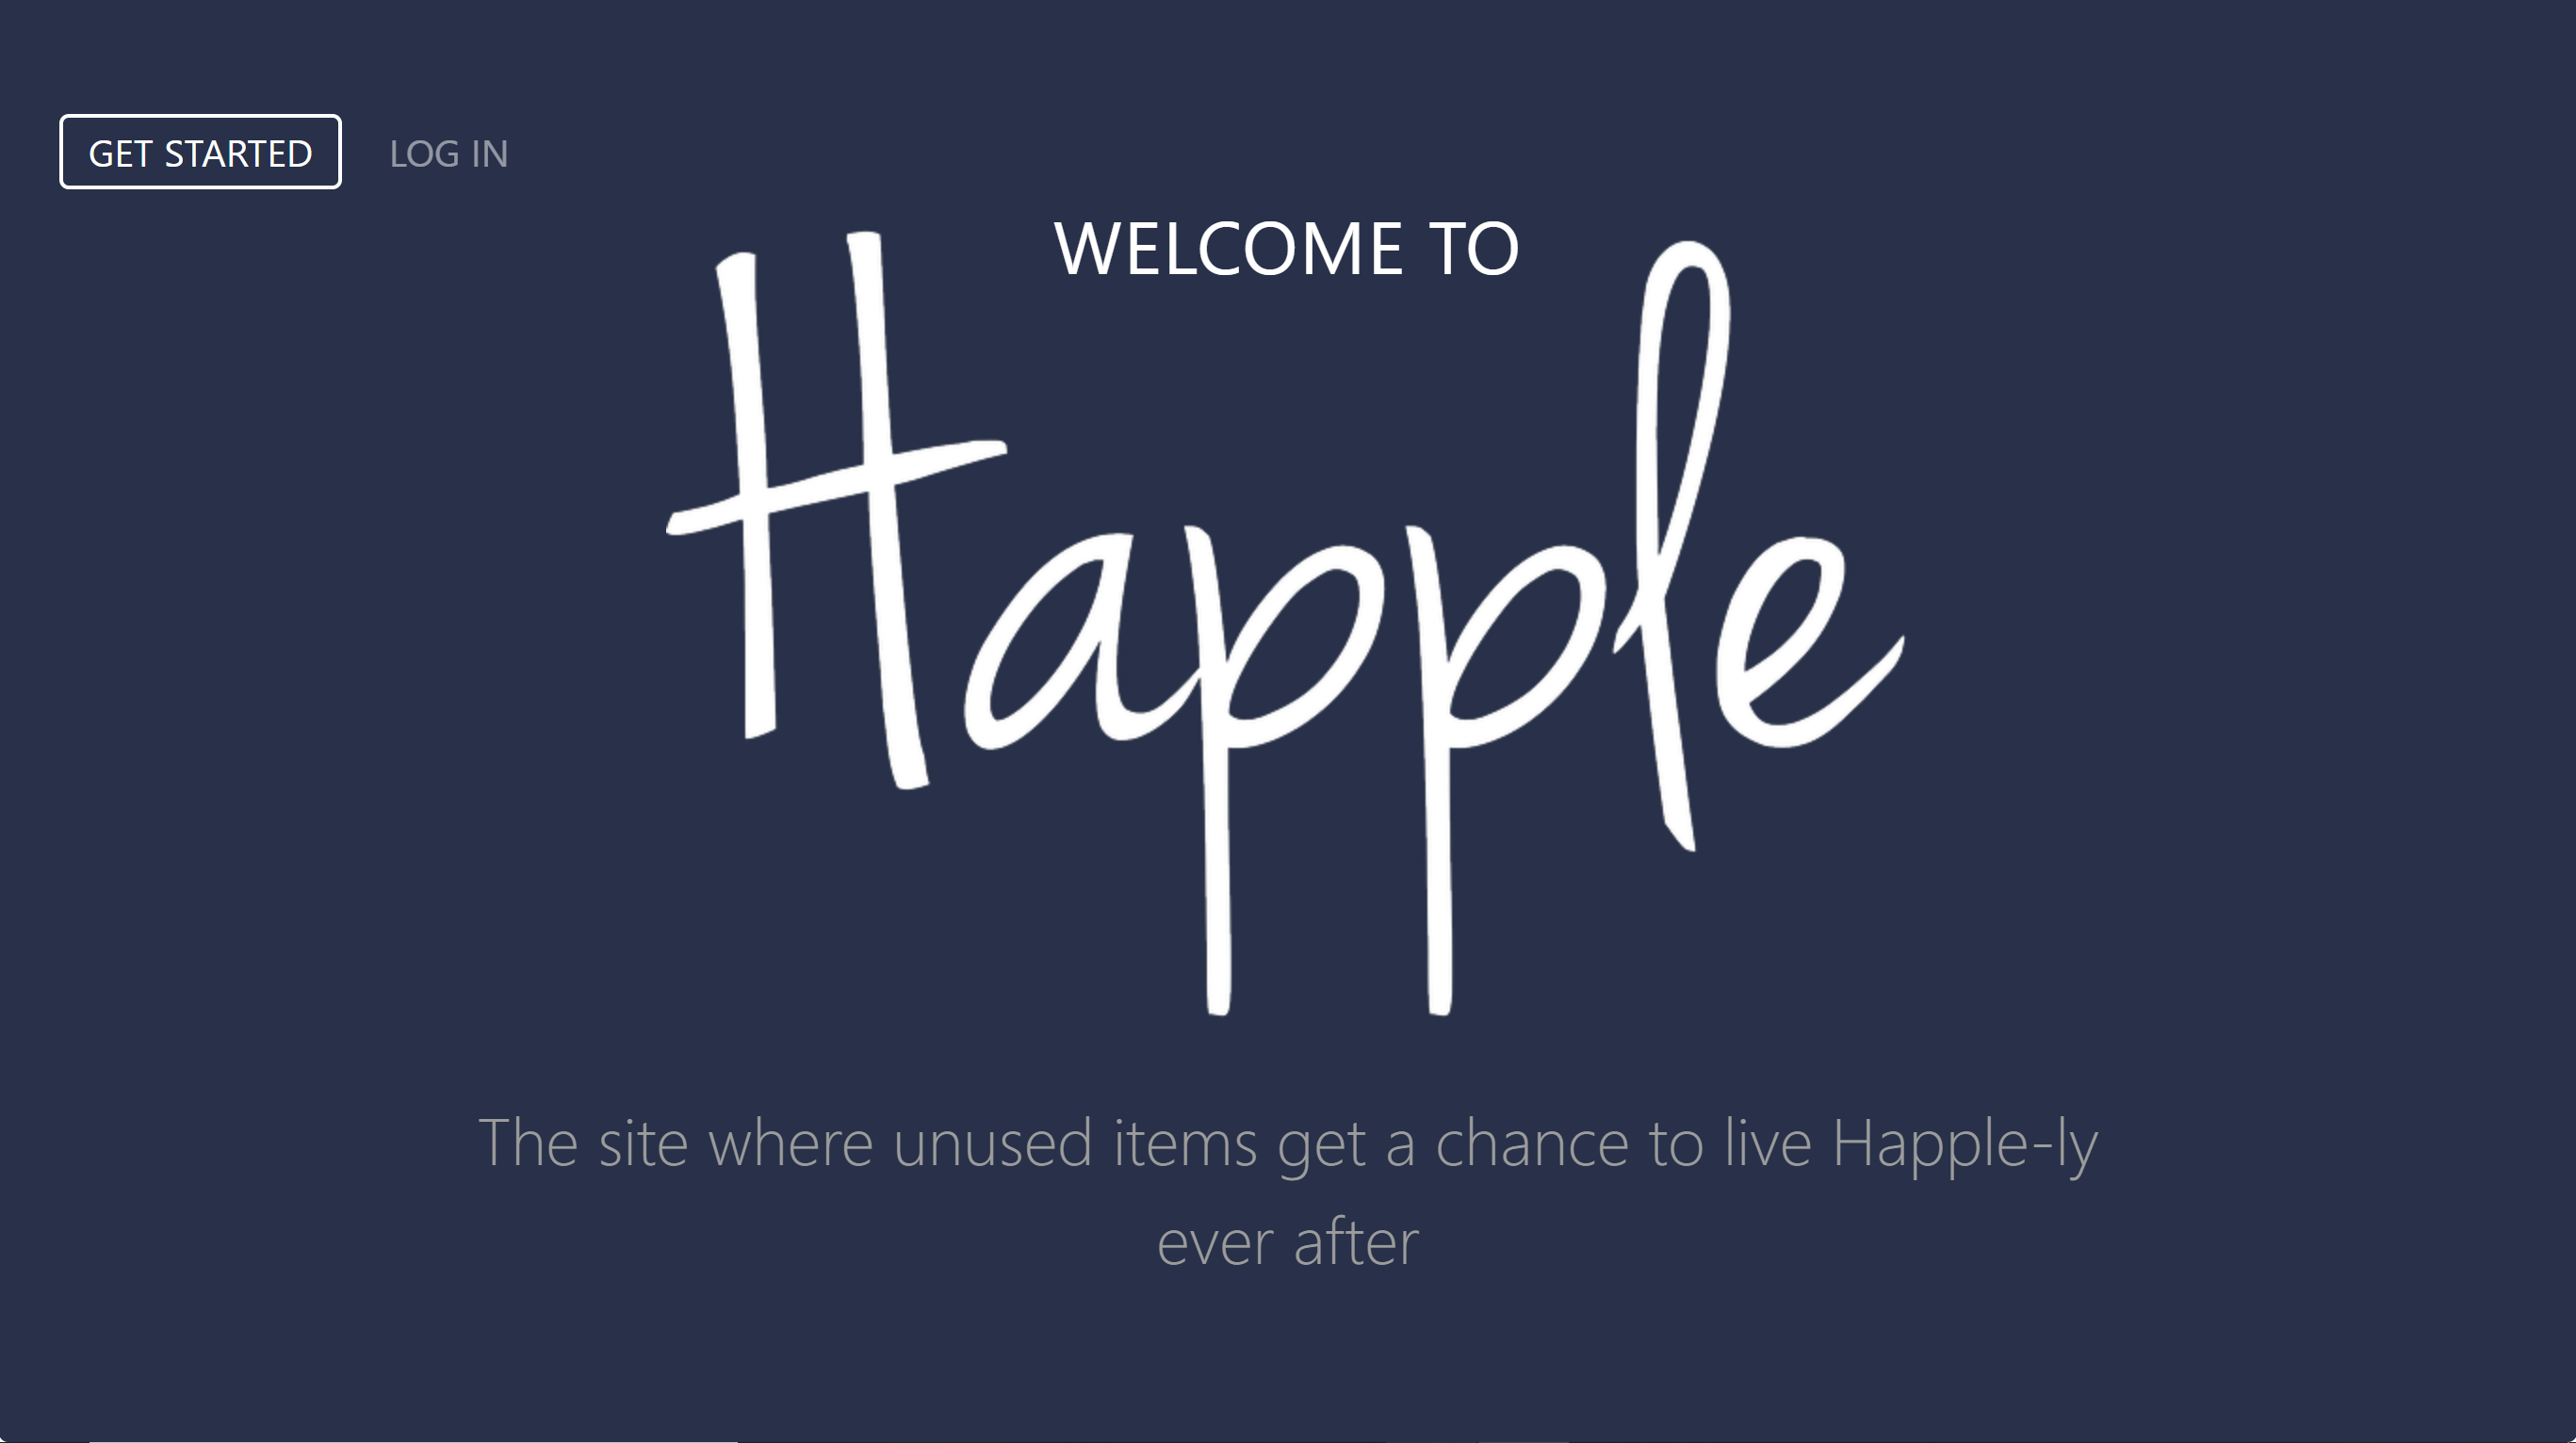 GET STARTED LOG IN
WELCOME TO
Happle
The site where unused items get a chance to live Happle-ly
ever after